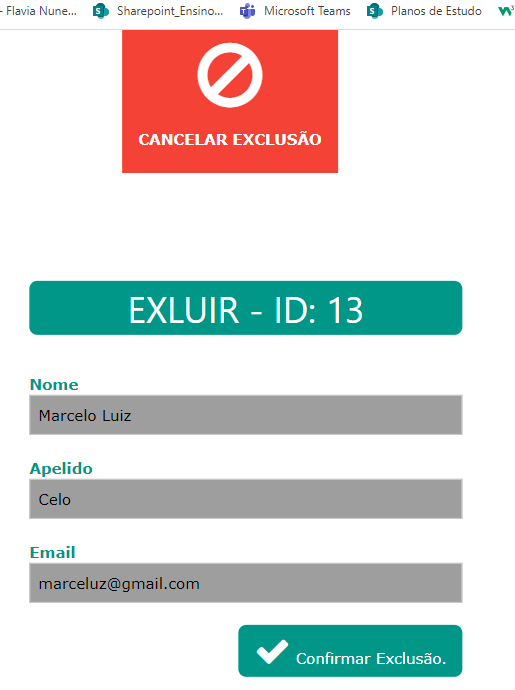 - Flavia Nune... Sharepoint_Ensino... Microsoft Teams Planos de Estudo
CANCELAR EXCLUSÃO
EXLUIR - ID: 13
Nome
Marcelo Luiz
Apelido
Celo
Email
marceluz@gmail.com
Confirmar Exclusão.